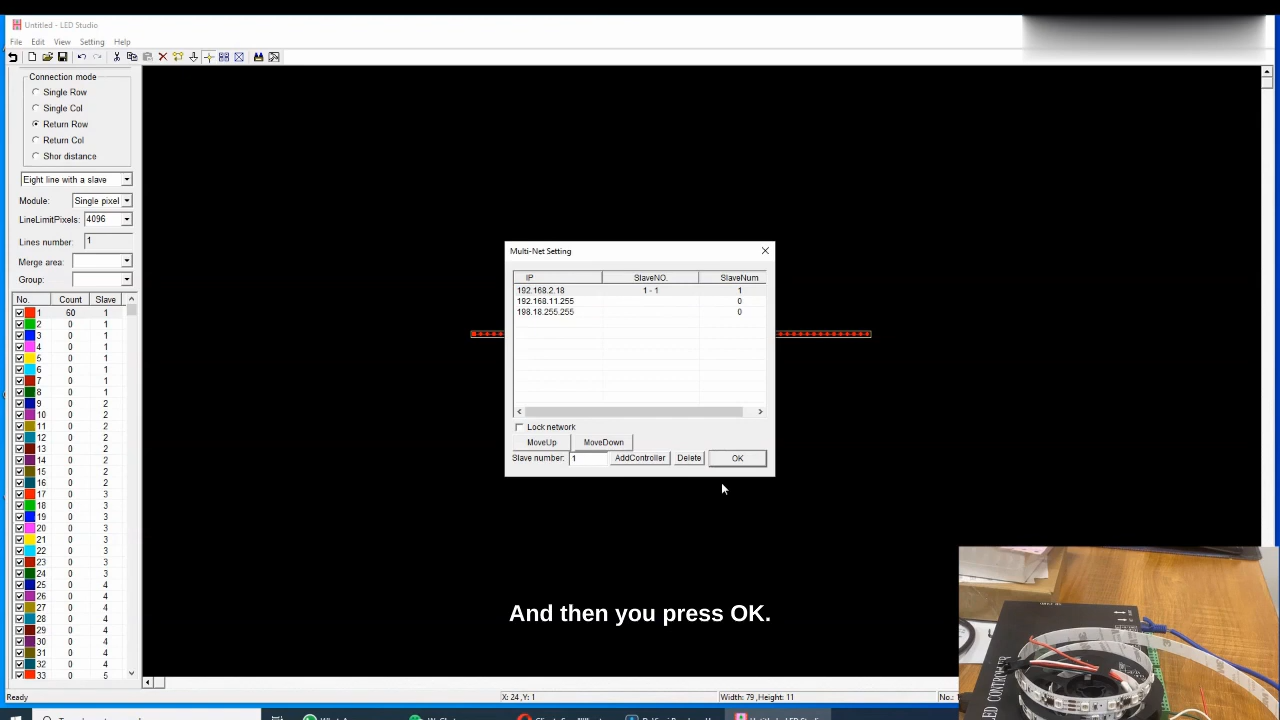 Untitled - LED Studio
File Edit View Setting Help
Connection mode
Single Row
Single Col
Return Row
Return Col
Shor distance
Eight line with a slave
Module: Single pixel
LineLimitPixels: 4096
Lines number: 1
Merge area:
Group:
No. Count Slave
1 60 1
2 0 1
3 0 1
4 0 1
5 0 1
6 0 1
7 0 1
8 0 1
9 0 2
10 0 2
11 0 2
12 0 2
13 0 2
14 0 2
15 0 2
16 0 2
17 0 3
18 0 3
19 0 3
20 0 3
21 0 3
22 0 3
23 0 3
24 0 3
25 0 4
26 0 4
27 0 4
28 0 4
29 0 4
30 0 4
31 0 4
32 0 4
33 0 5
Multi-Net Setting
IP SlaveNO. SlaveNum
192.168.2.18 1 - 1 1
192.168.11.255 0
198.18.255.255 0
Lock network
MoveUp MoveDown
Slave number: 1 AddController Delete OK
And then you press OK.
LED CONTROLER
Ready X: 24, Y: 1 Width: 79 ,Height: 11 No.: